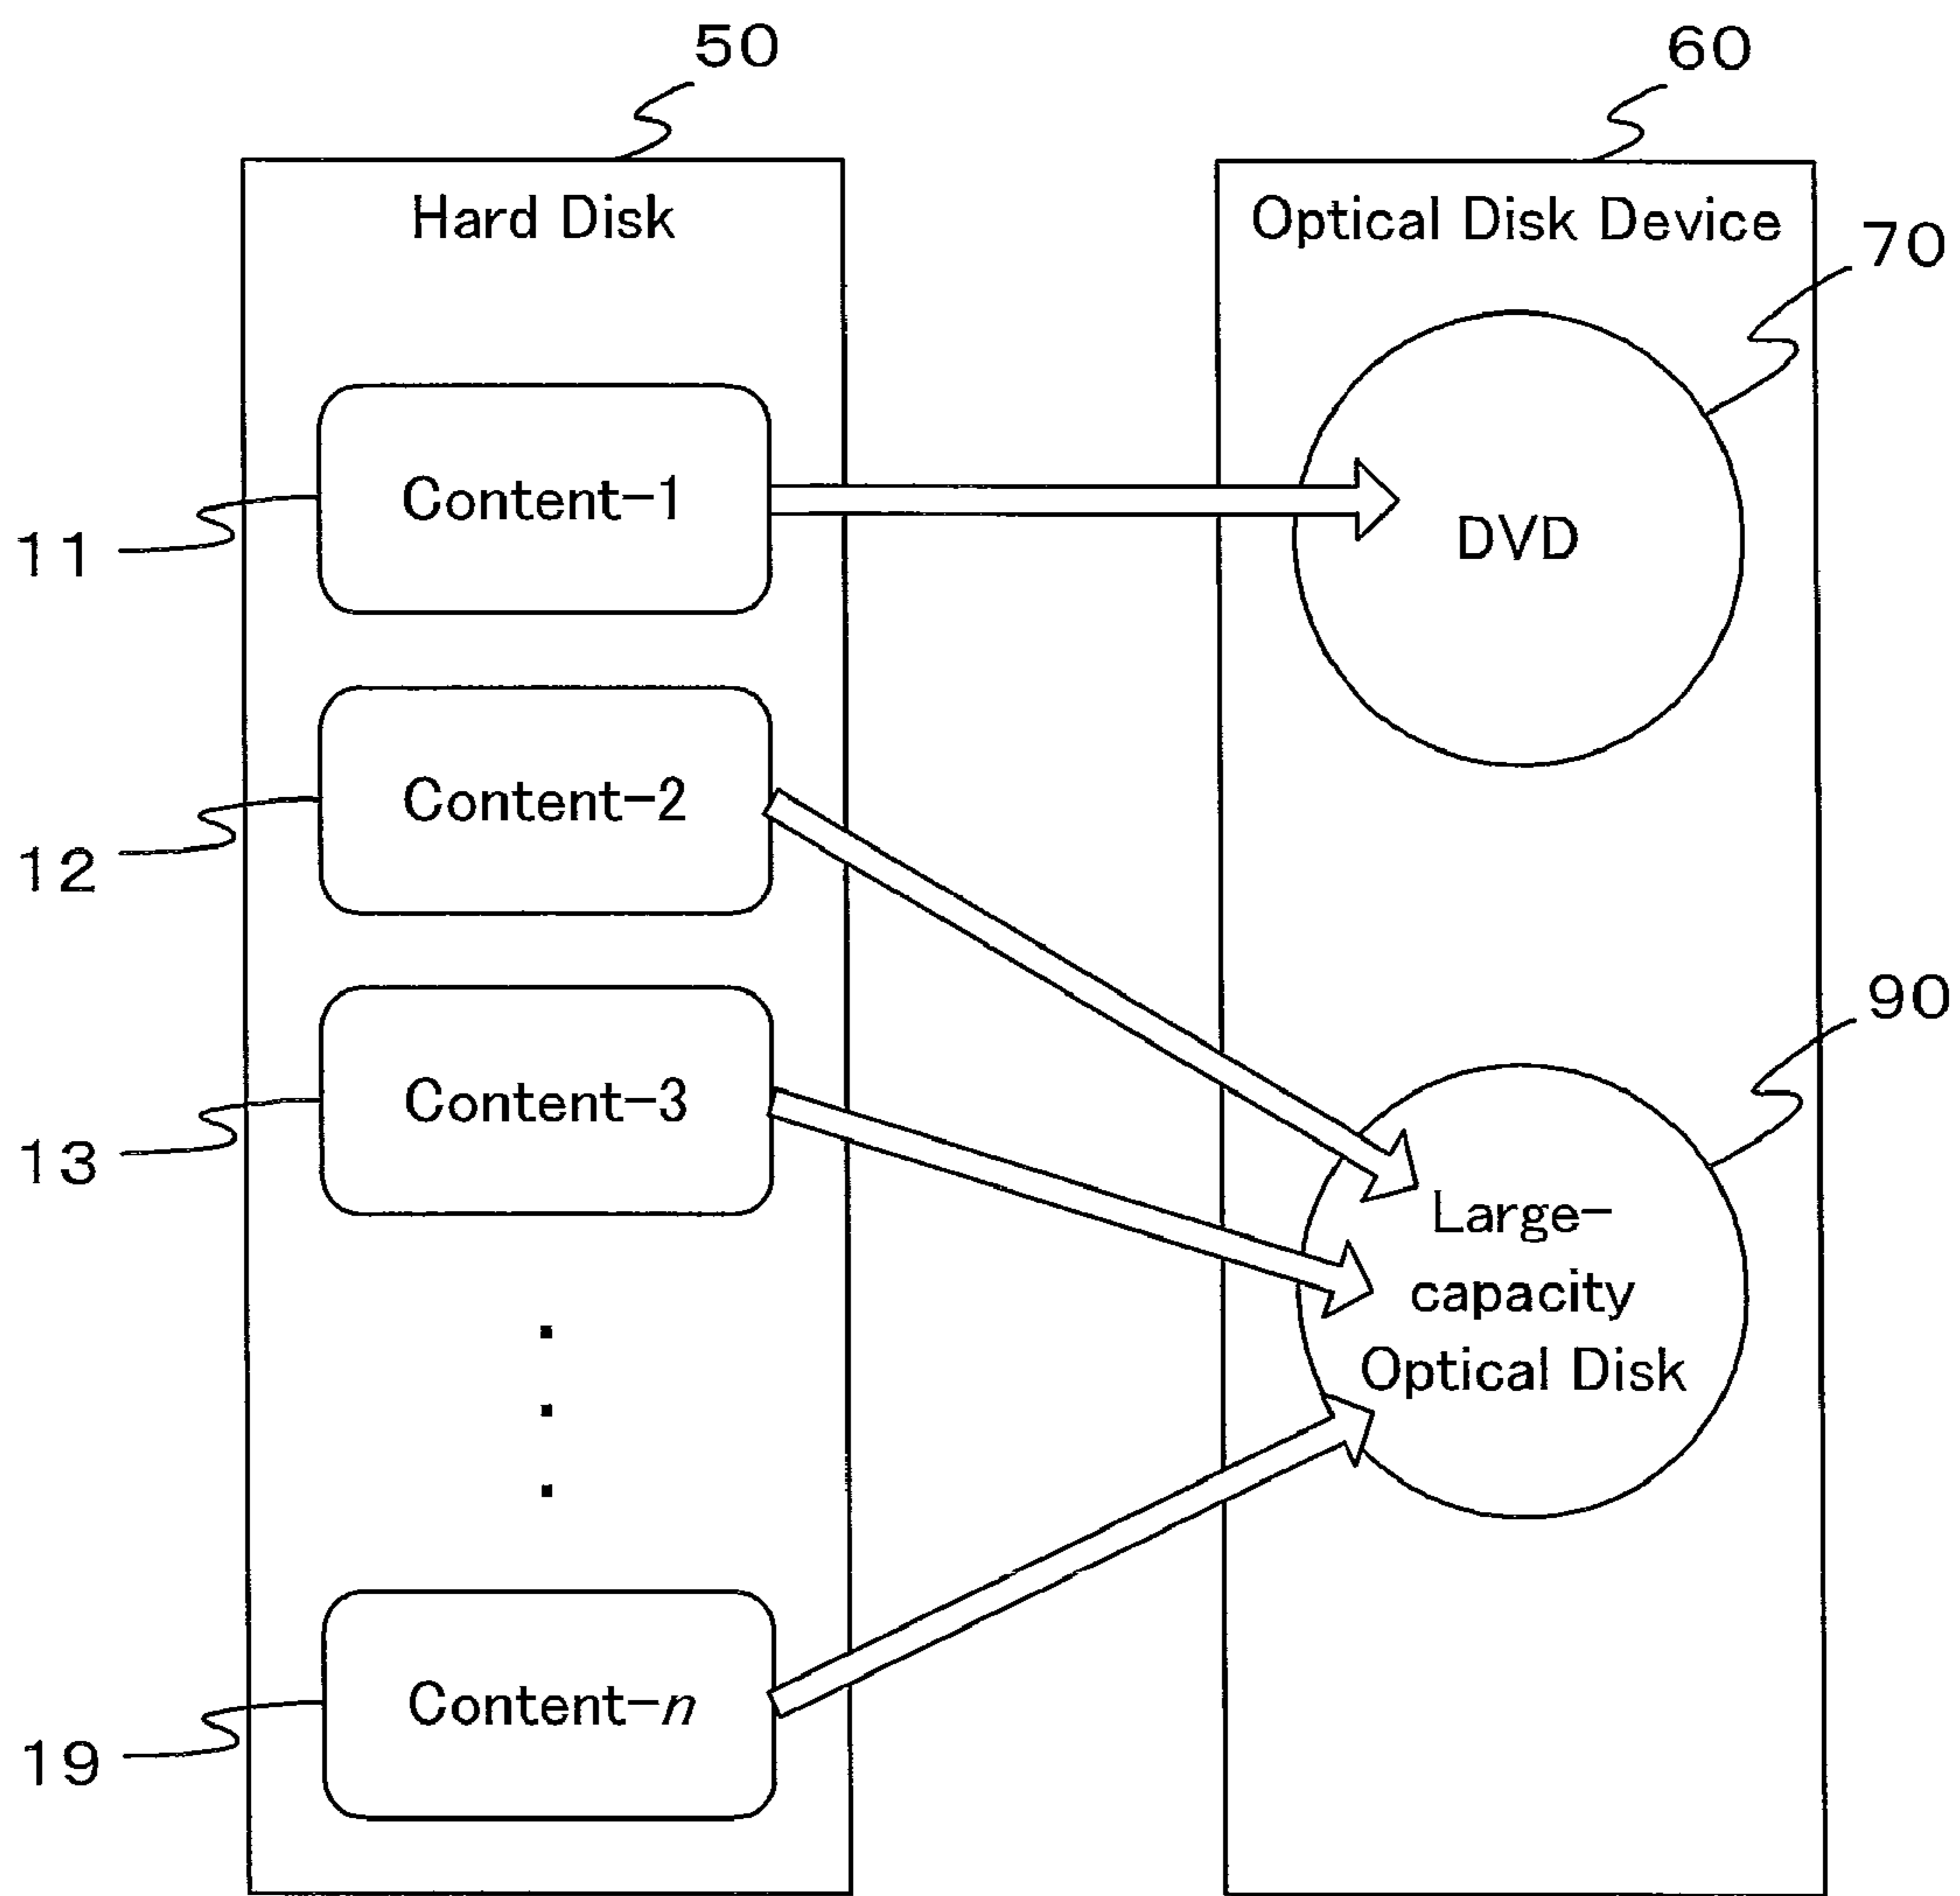 50
60
Hard Disk
Optical Disk Device
70
Content-1
11
DVD
Content-2
12
Content-3
13
90
Large-
capacity
Optical Disk
Content-n
19